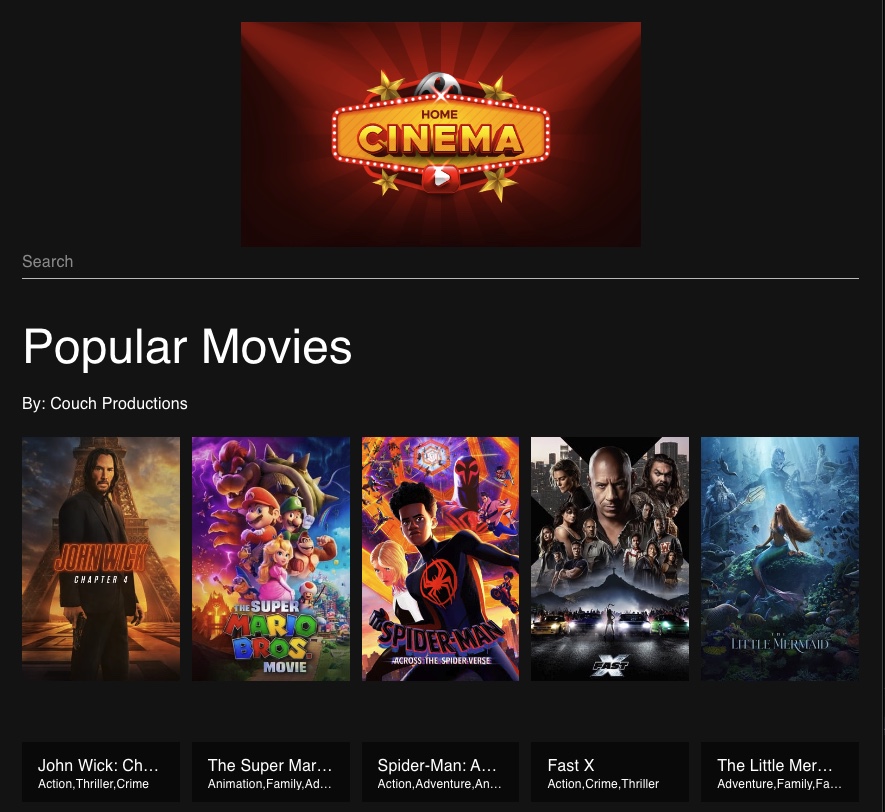 HOME
CINEMA
Search
Popular Movies
By: Couch Productions
JOHN WICK
CHAPTER 4
THE SUPER
MARIO
BROS.
MOVIE
SPIDER-MAN
ACROSS THE SPIDER-VERSE
FAST X
THE
LITTLE MERMAID
John Wick: Ch…
Action,Thriller,Crime
The Super Mar…
Animation,Family,Ad…
Spider-Man: A…
Action,Adventure,An…
Fast X
Action,Crime,Thriller
The Little Mer…
Adventure,Family,Fa…